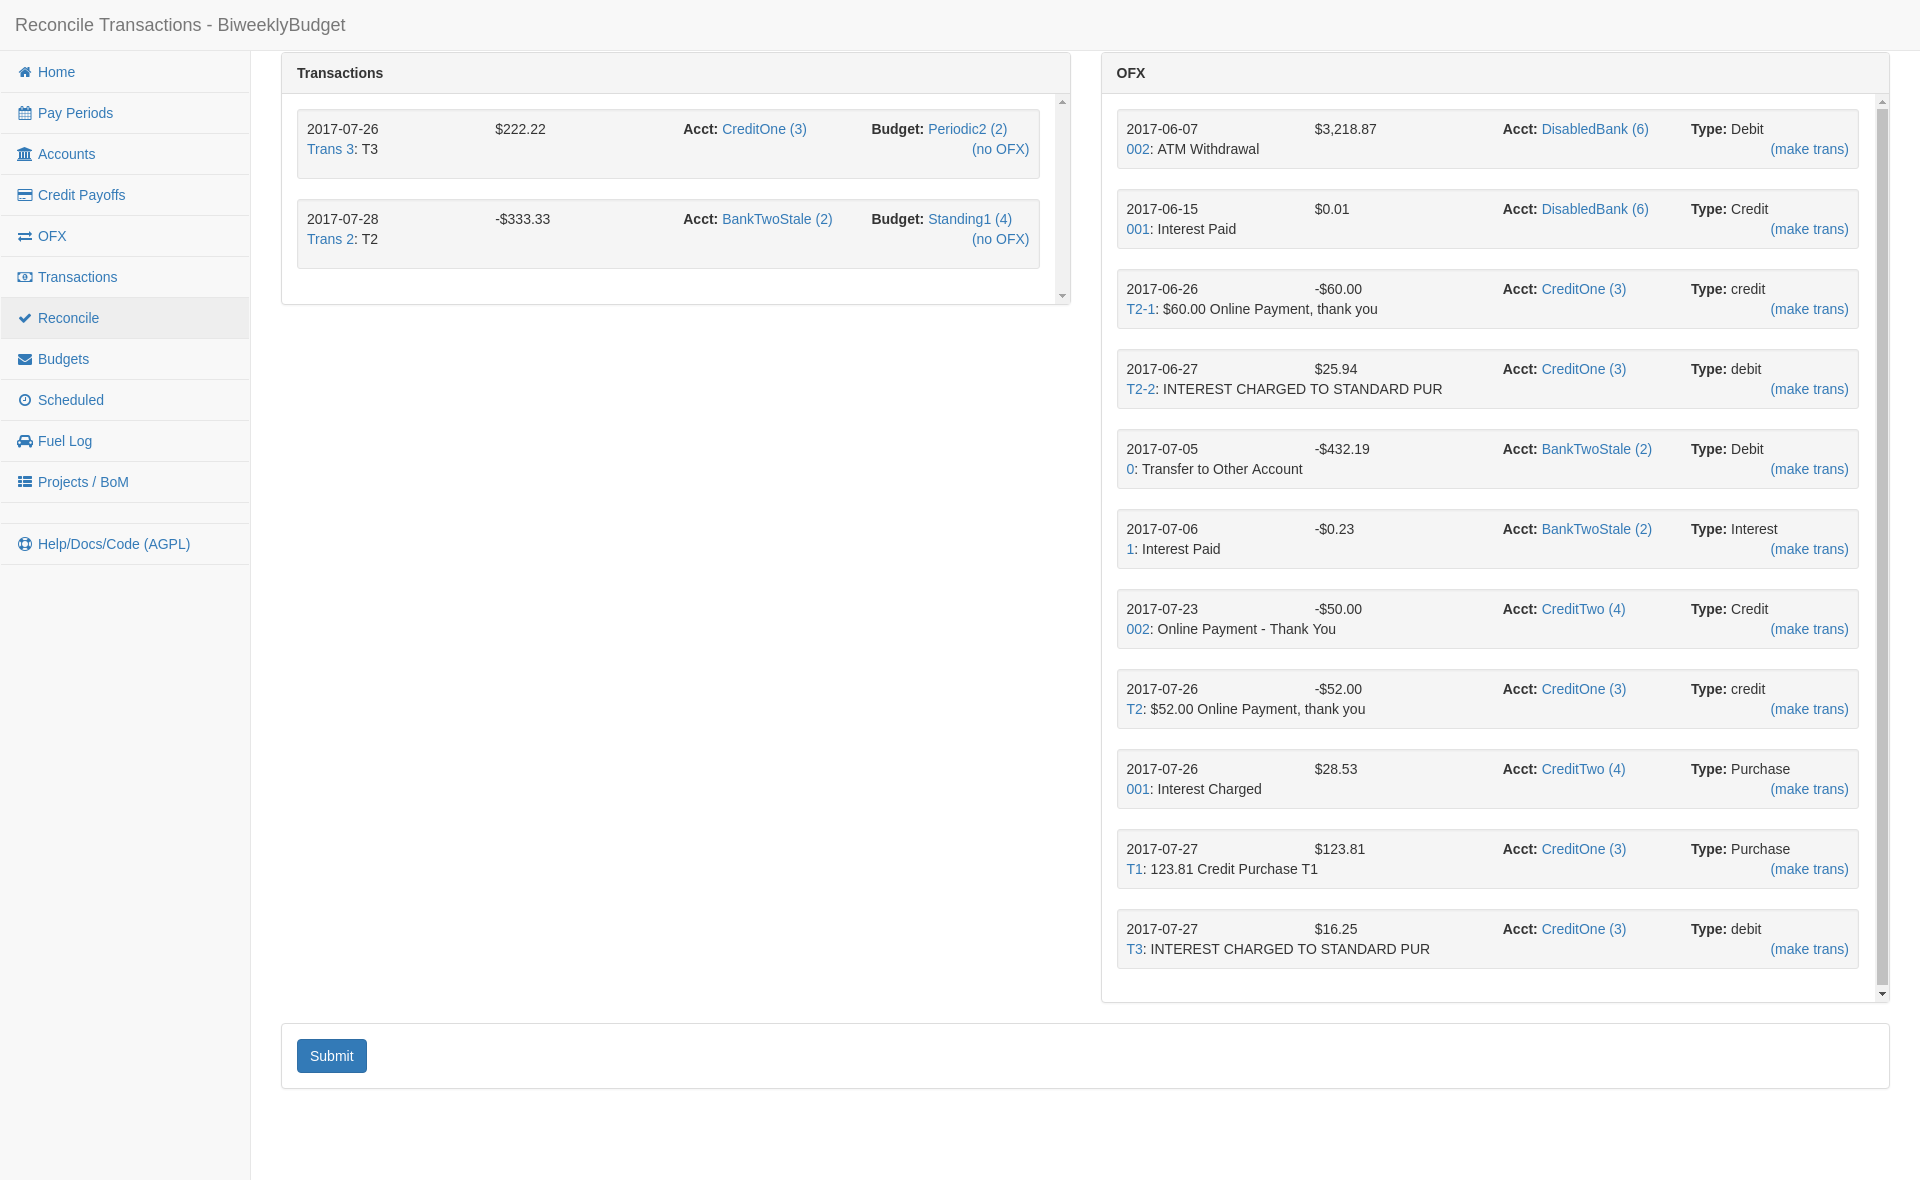 Reconcile Transactions - BiweeklyBudget
Home
Pay Periods
Accounts
Credit Payoffs
OFX
Transactions
Reconcile
Budgets
Scheduled
Fuel Log
Projects / BoM
Help/Docs/Code (AGPL)
Transactions
2017-07-26 $222.22 Acct: CreditOne (3) Budget: Periodic2 (2)
Trans 3: T3 (no OFX)
2017-07-28 -$333.33 Acct: BankTwoStale (2) Budget: Standing1 (4)
Trans 2: T2 (no OFX)
OFX
2017-06-07 $3,218.87 Acct: DisabledBank (6) Type: Debit
002: ATM Withdrawal (make trans)
2017-06-15 $0.01 Acct: DisabledBank (6) Type: Credit
001: Interest Paid (make trans)
2017-06-26 -$60.00 Acct: CreditOne (3) Type: credit
T2-1: $60.00 Online Payment, thank you (make trans)
2017-06-27 $25.94 Acct: CreditOne (3) Type: debit
T2-2: INTEREST CHARGED TO STANDARD PUR (make trans)
2017-07-05 -$432.19 Acct: BankTwoStale (2) Type: Debit
0: Transfer to Other Account (make trans)
2017-07-06 -$0.23 Acct: BankTwoStale (2) Type: Interest
1: Interest Paid (make trans)
2017-07-23 -$50.00 Acct: CreditTwo (4) Type: Credit
002: Online Payment - Thank You (make trans)
2017-07-26 -$52.00 Acct: CreditOne (3) Type: credit
T2: $52.00 Online Payment, thank you (make trans)
2017-07-26 $28.53 Acct: CreditTwo (4) Type: Purchase
001: Interest Charged (make trans)
2017-07-27 $123.81 Acct: CreditOne (3) Type: Purchase
T1: 123.81 Credit Purchase T1 (make trans)
2017-07-27 $16.25 Acct: CreditOne (3) Type: debit
T3: INTEREST CHARGED TO STANDARD PUR (make trans)
Submit